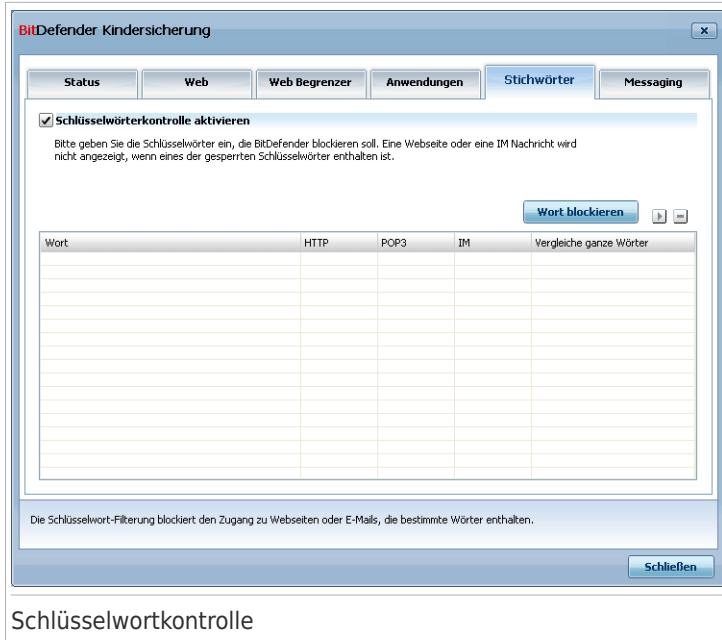 BitDefender Kindersicherung
Status Web Web Begrenzer Anwendungen Stichwörter Messaging
Schlüsselwörterkontrolle aktivieren
Bitte geben Sie die Schlüsselwörter ein, die BitDefender blockieren soll. Eine Webseite oder eine IM Nachricht wird
nicht angezeigt, wenn eines der gesperrten Schlüsselwörter enthalten ist.
Wort blockieren
Wort HTTP POP3 IM Vergleiche ganze Wörter
Die Schlüsselwort-Filterung blockiert den Zugang zu Webseiten oder E-Mails, die bestimmte Wörter enthalten.
Schließen
Schlüsselwortkontrolle